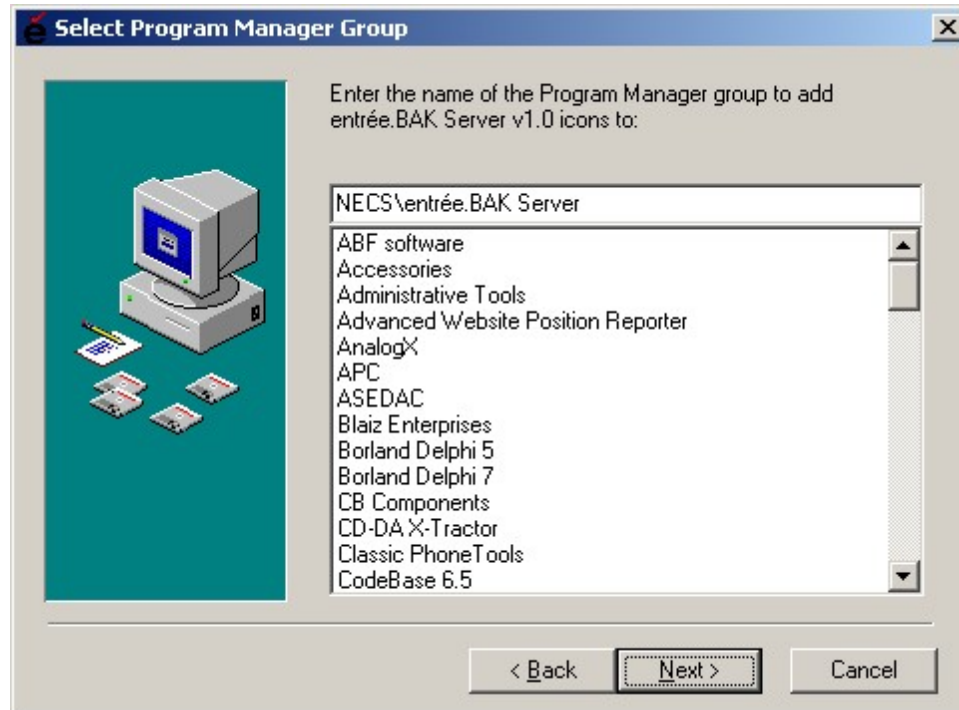 Select Program Manager Group
Enter the name of the Program Manager group to add
entrée.BAK Server v1.0 icons to:
NECS\entrée.BAK Server
ABF software
Accessories
Administrative Tools
Advanced Website Position Reporter
AnalogX
APC
ASEDAC
Blaiz Enterprises
Borland Delphi 5
Borland Delphi 7
CB Components
CD-DA X-Tractor
Classic PhoneTools
CodeBase 6.5
< Back
Next >
Cancel